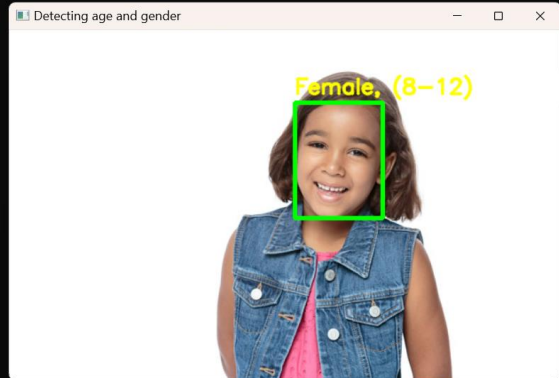 Detecting age and gender
Female, (8-12)